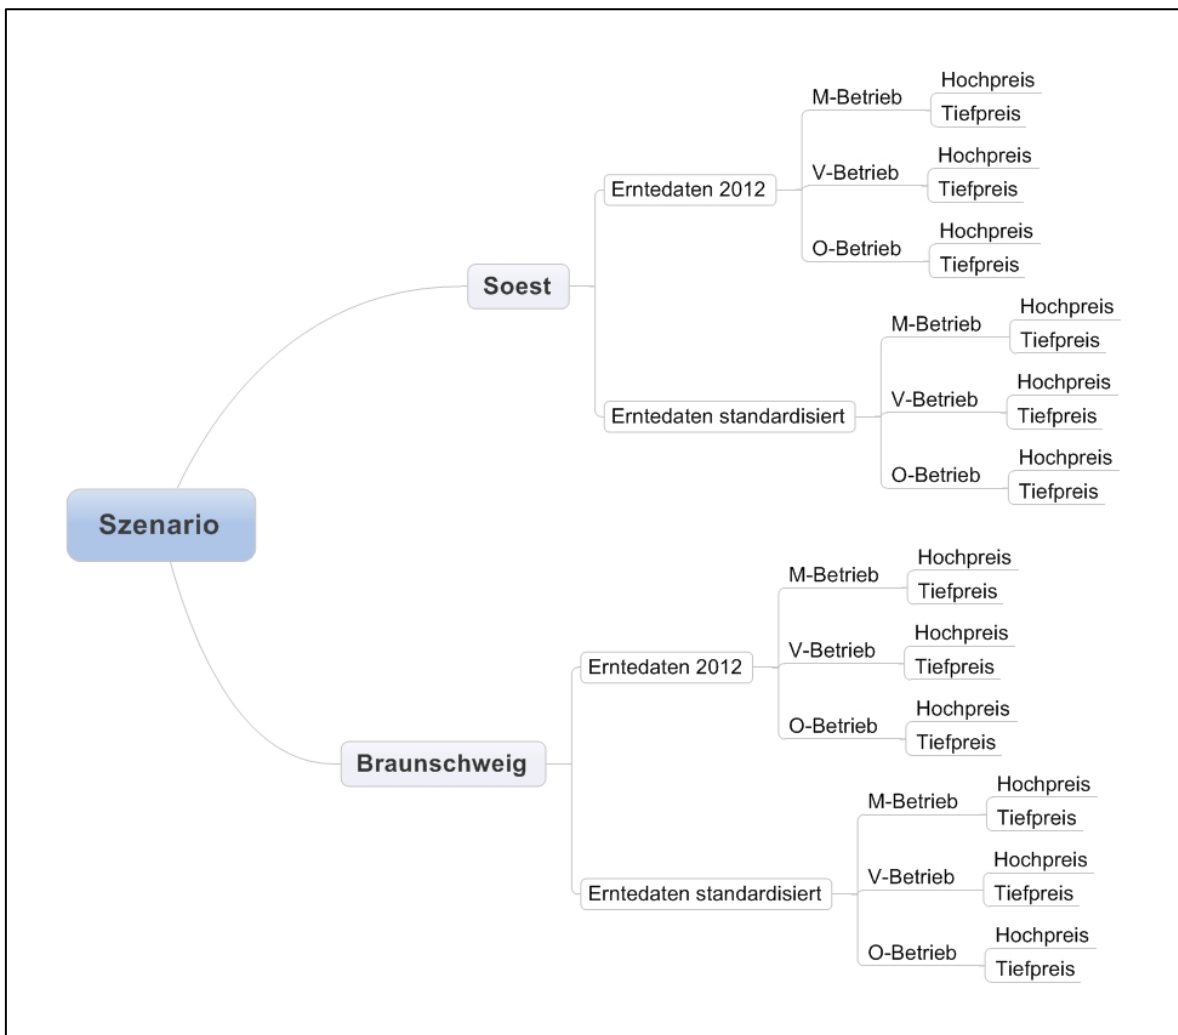 Szenario
Soest
Erntedaten 2012
M-Betrieb
Hochpreis
Tiefpreis
V-Betrieb
Hochpreis
Tiefpreis
O-Betrieb
Hochpreis
Tiefpreis
Erntedaten standardisiert
M-Betrieb
Hochpreis
Tiefpreis
V-Betrieb
Hochpreis
Tiefpreis
O-Betrieb
Hochpreis
Tiefpreis
Braunschweig
Erntedaten 2012
M-Betrieb
Hochpreis
Tiefpreis
V-Betrieb
Hochpreis
Tiefpreis
O-Betrieb
Hochpreis
Tiefpreis
Erntedaten standardisiert
M-Betrieb
Hochpreis
Tiefpreis
V-Betrieb
Hochpreis
Tiefpreis
O-Betrieb
Hochpreis
Tiefpreis